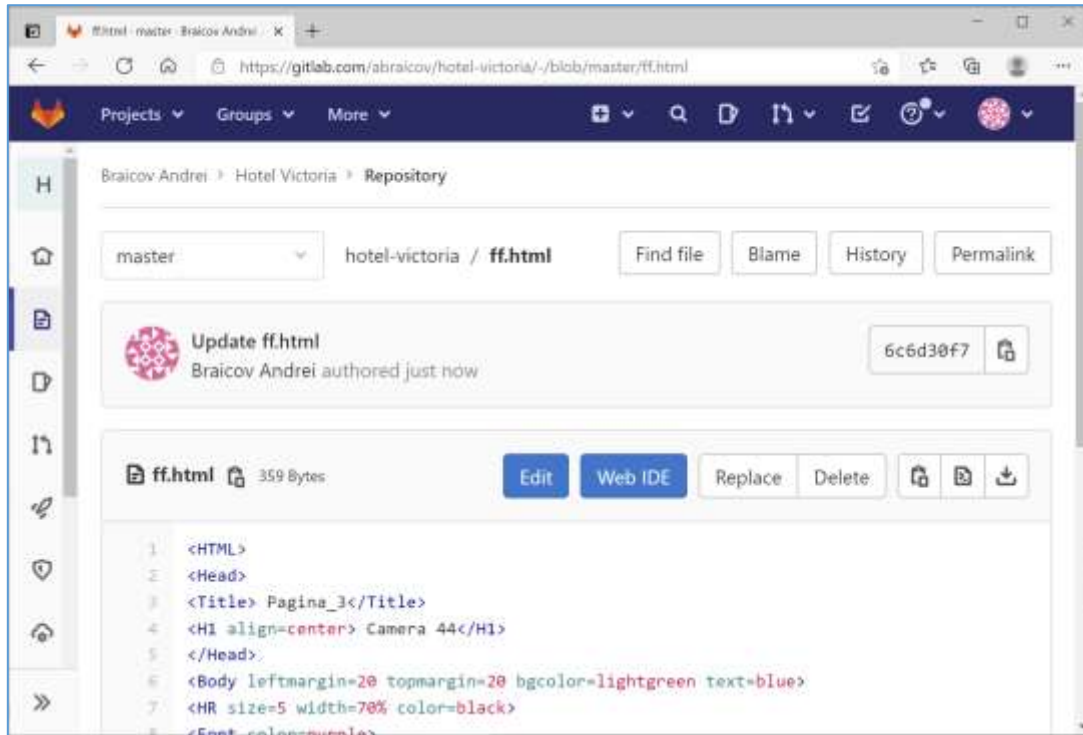 ff.html · master · Braicov Andrei
https://gitlab.com/abraicov/hotel-victoria/-/blob/master/ff.html
Projects Groups More
H
Braicov Andrei Hotel Victoria Repository
master hotel-victoria / ff.html Find file Blame History Permalink
Update ff.html
Braicov Andrei authored just now
6c6d30f7
ff.html 359 Bytes Edit Web IDE Replace Delete
1 <HTML>
2 <Head>
3 <Title> Pagina_3</Title>
4 <H1 align=center> Camera 44</H1>
5 </Head>
6 <Body leftmargin=20 topmargin=20 bgcolor=lightgreen text=blue>
7 <HR size=5 width=70% color=black>
8 <Font color=purple>